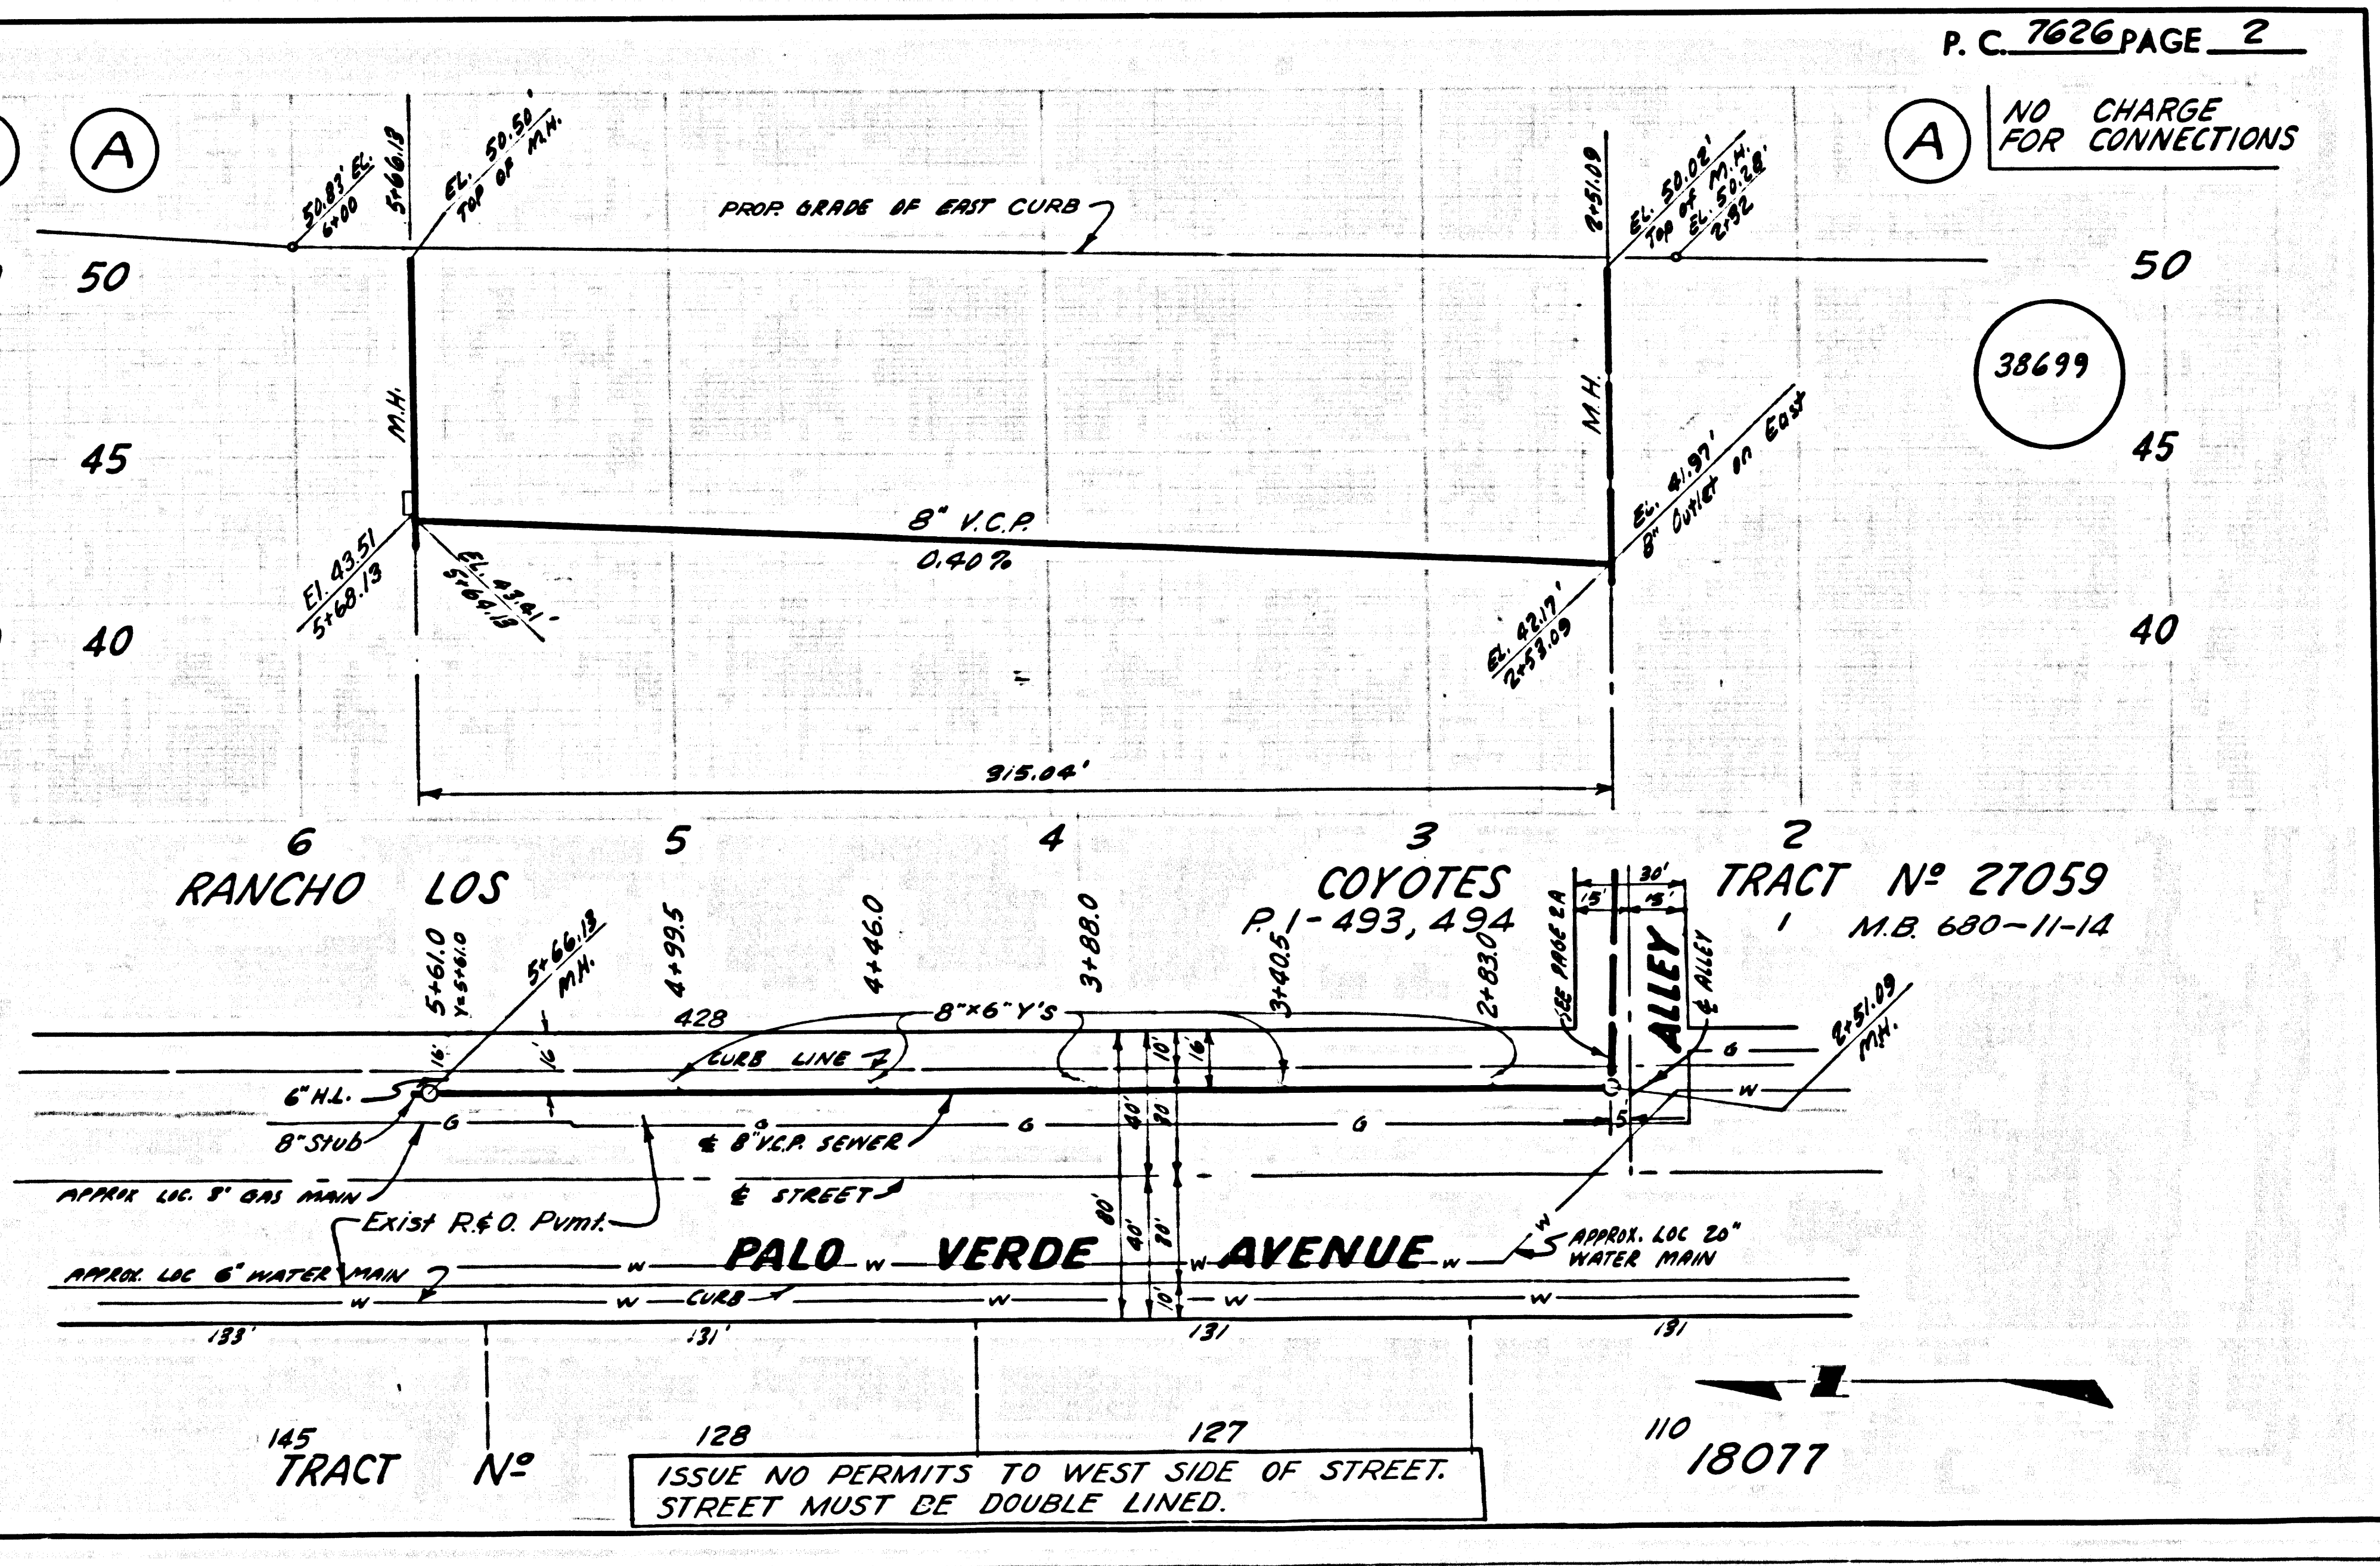 P. C. 7626 PAGE 2
A
A
NO CHARGE
FOR CONNECTIONS
50.83' EL.
6+00
5+66.13
EL. 50.50'
TOP OF M.H.
PROP. GRADE OF EAST CURB
2+51.09
EL. 50.02'
Top of M.H.
EL. 50.28'
2+32
50
50
38699
M.H.
M.H.
45
45
EL. 41.97'
8" Outlet on East
8" V.C.P.
0.40%
El. 43.51
5+68.13
EL. 43.41'
5+64.13
EL. 42.17'
2+53.09
40
40
315.04'
6
5
4
3
2
RANCHO LOS
COYOTES
TRACT Nº 27059
P. 1-493, 494
1
M.B. 680-11-14
30'
15'
15'
5+61.0
Y=5+61.0
5+66.13
M.H.
4+99.5
4+46.0
3+88.0
3+40.5
2+83.0
SEE PAGE 2A
ALLEY
℄ ALLEY
2+51.09
M.H.
428
8"x6" Y'S
16'
16'
CURB LINE
10'
16'
G
6" H.L.
W
8" Stub
G
G
G
G
40'
30'
5'
℄ 8" V.C.P. SEWER
APPROX LOC. 3" GAS MAIN
℄ STREET
Exist R.&O. Pvmt.
80'
40'
30'
W
APPROX. LOC 20"
WATER MAIN
PALO VERDE AVENUE
W
W
W
W
APPROX. LOC 6" WATER MAIN
W
W
CURB
W
10'
W
W
133'
131'
131
131
145
128
127
110
TRACT Nº
18077
ISSUE NO PERMITS TO WEST SIDE OF STREET.
STREET MUST BE DOUBLE LINED.